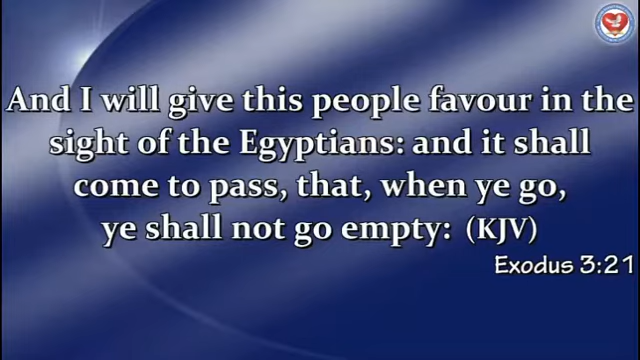 And I will give this people favour in the
sight of the Egyptians: and it shall
come to pass, that, when ye go,
ye shall not go empty: (KJV)
Exodus 3:21